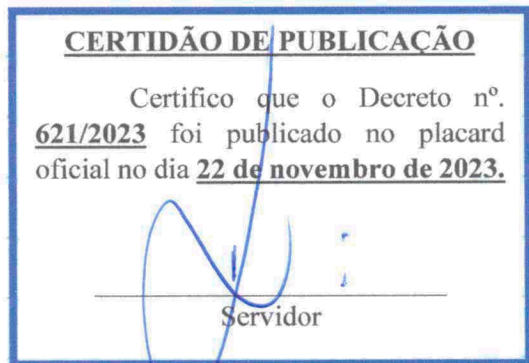 CERTIDÃO DE PUBLICAÇÃO
Certifico que o Decreto nº.
621/2023 foi publicado no placard
oficial no dia 22 de novembro de 2023.
Servidor